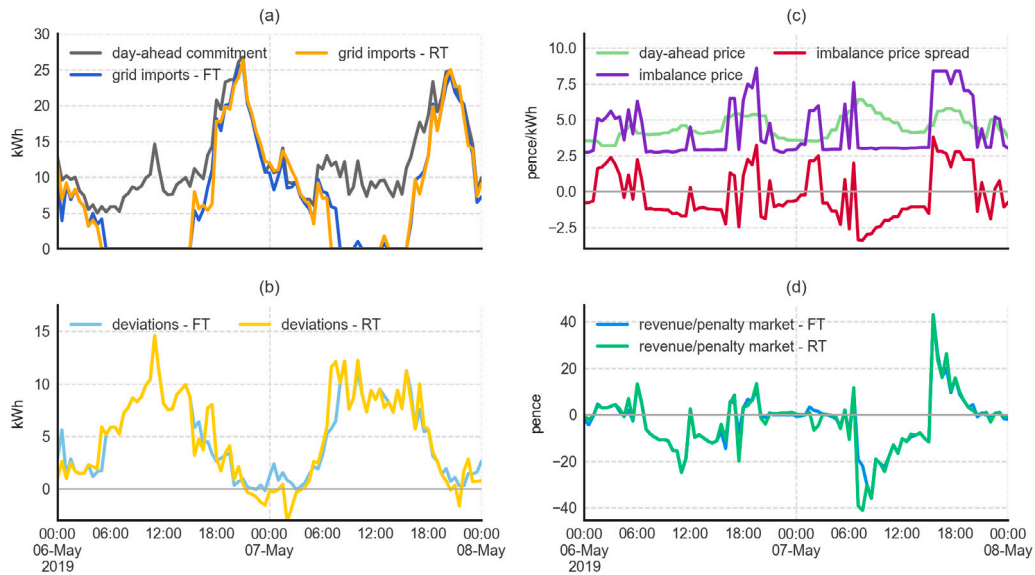 (a)
30
25
20
15
10
5
0
kWh
day-ahead commitment
grid imports - RT
grid imports - FT
(c)
10.0
7.5
5.0
2.5
0.0
−2.5
pence/kWh
day-ahead price
imbalance price spread
imbalance price
(b)
15
10
5
0
kWh
deviations - FT
deviations - RT
00:00 06:00 12:00 18:00 00:00 06:00 12:00 18:00 00:00
06-May 07-May 08-May
2019
(d)
40
20
0
−20
−40
pence
revenue/penalty market - FT
revenue/penalty market - RT
00:00 06:00 12:00 18:00 00:00 06:00 12:00 18:00 00:00
06-May 07-May 08-May
2019